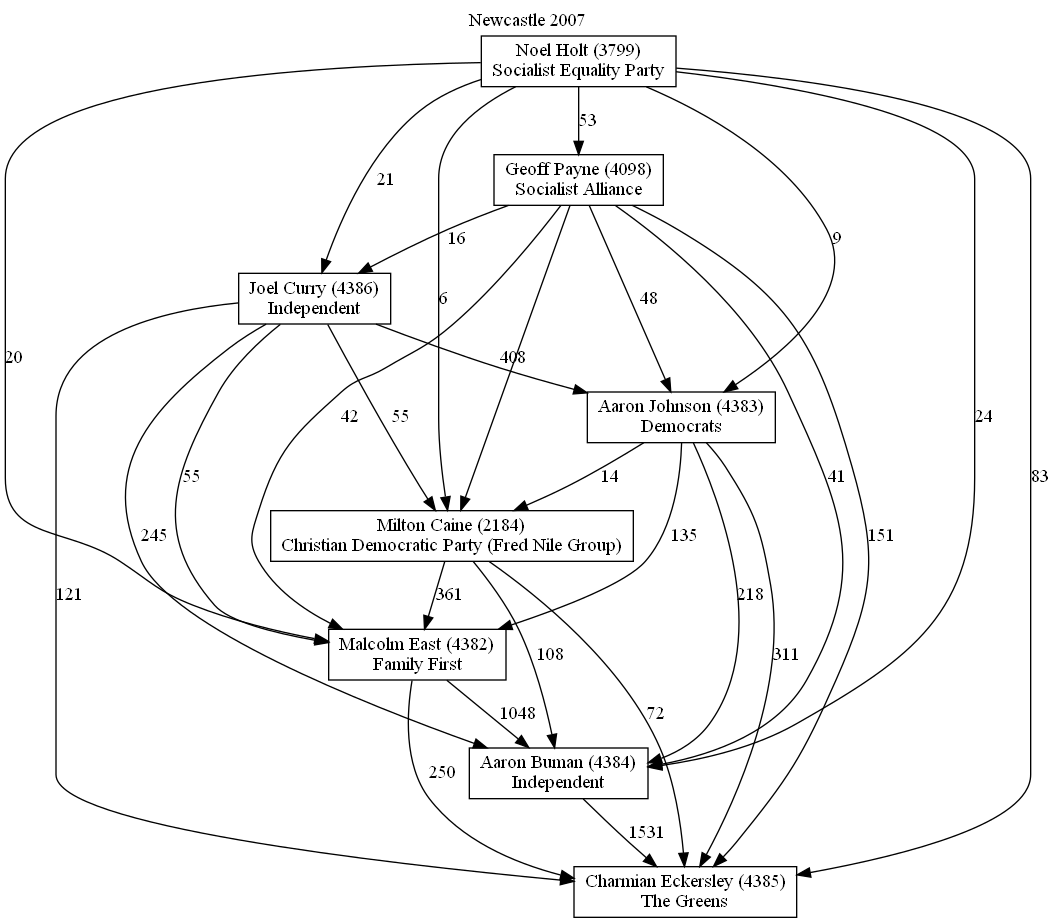 Newcastle 2007
Noel Holt (3799)
Socialist Equality Party
53
Geoff Payne (4098)
Socialist Alliance
21
16
9
Joel Curry (4386)
Independent
6
48
20
408
Aaron Johnson (4383)
Democrats
42
55
24
55
14
41
83
Milton Caine (2184)
Christian Democratic Party (Fred Nile Group)
245
135
151
121
361
218
Malcolm East (4382)
Family First
108
311
1048
72
Aaron Buman (4384)
Independent
250
1531
Charmian Eckersley (4385)
The Greens